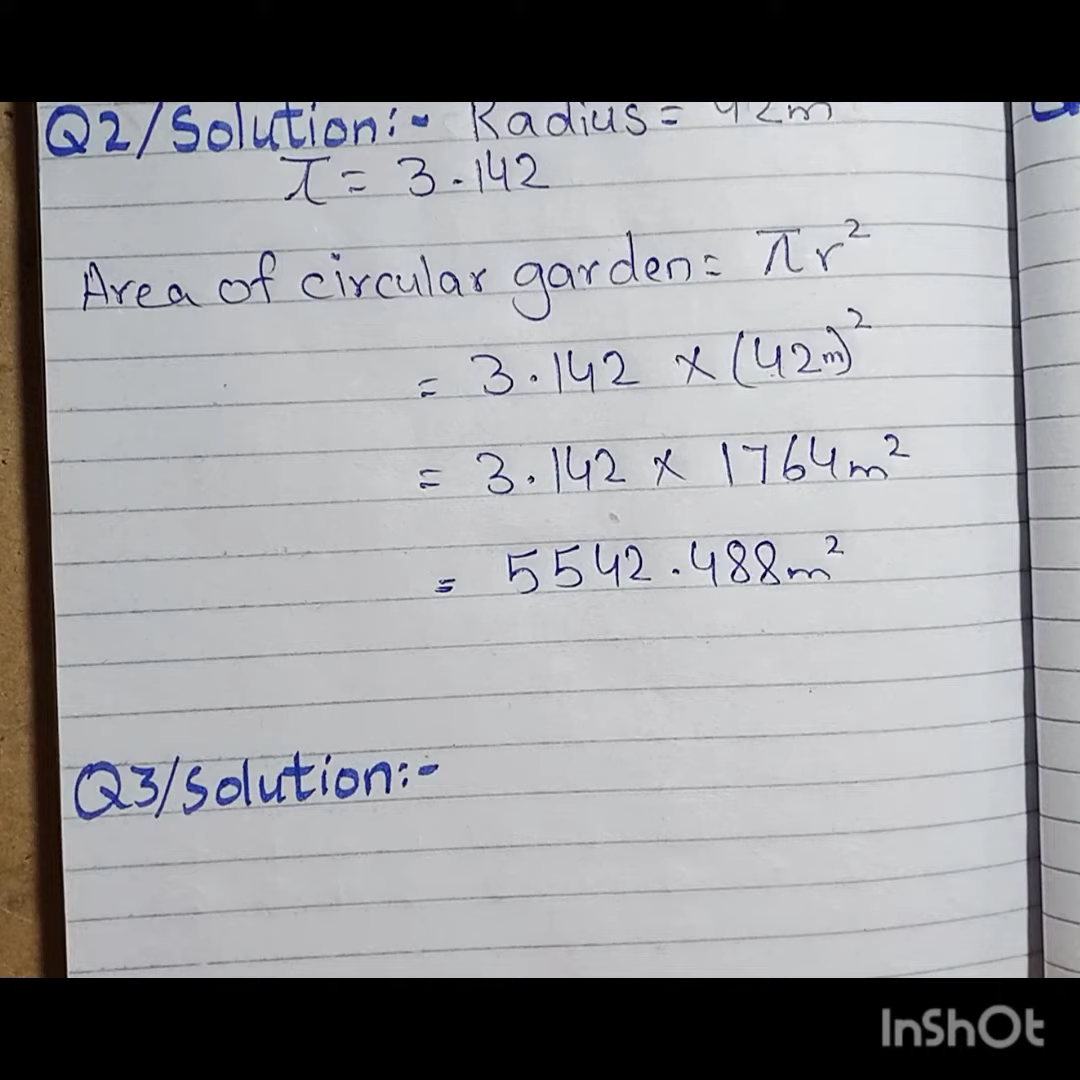 Q2/Solution:- Radius = 42m
π = 3.142
Area of circular garden = πr²
= 3.142 × (42m)²
= 3.142 × 1764m²
= 5542.488m²
Q3/Solution:-
InShOt